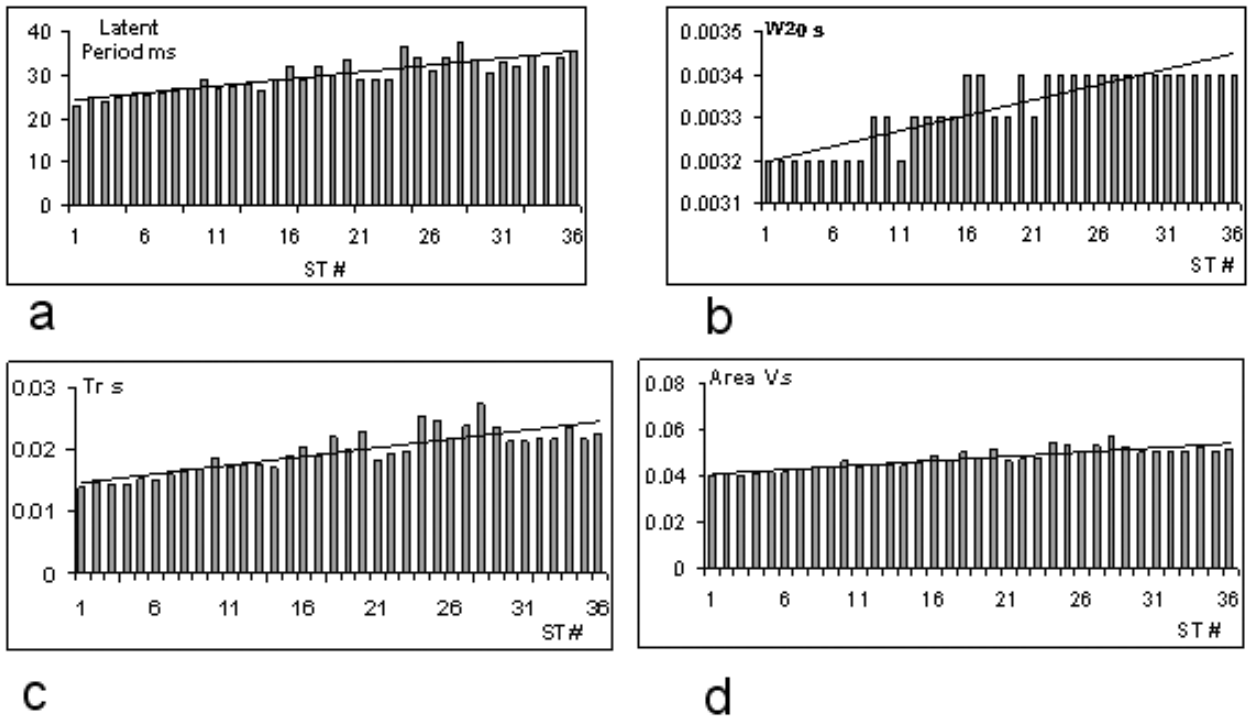 Latent
Period ms
40
30
20
10
0
1 6 11 16 21 26 31 36
ST #
a
W20 s
0.0035
0.0034
0.0033
0.0032
0.0031
1 6 11 16 21 26 31 36
ST #
b
Tr s
0.03
0.02
0.01
0
1 6 11 16 21 26 31 36
ST #
c
Area V.s
0.08
0.06
0.04
0.02
0
1 6 11 16 21 26 31 36
ST #
d